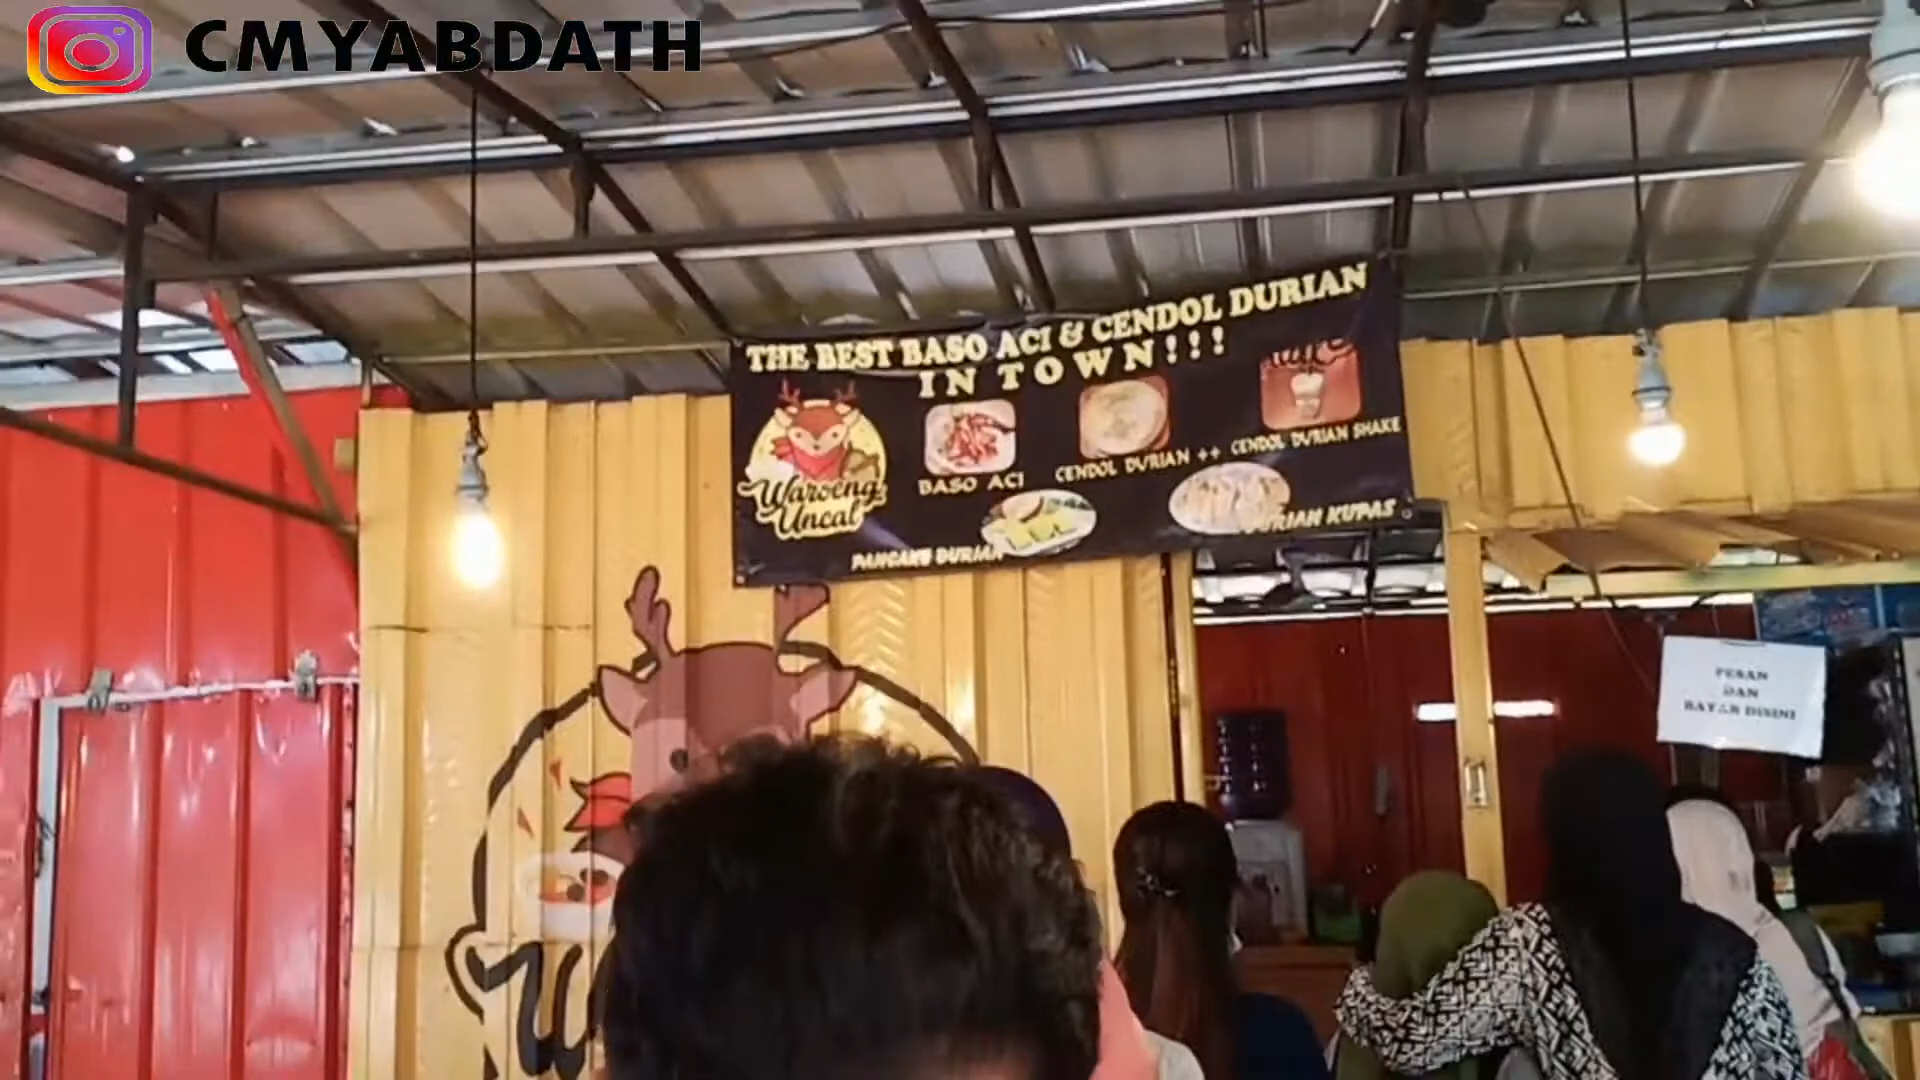 CMYABDATH
THE BEST BASO ACI & CENDOL DURIAN
IN TOWN!!!
Waroeng
Uncal
BASO ACI
CENDOL DURIAN ++
CENDOL DURIAN SHAKE
PANCAKE DURIAN
DURIAN KUPAS
PESAN
DAN
BAYAR DISINI